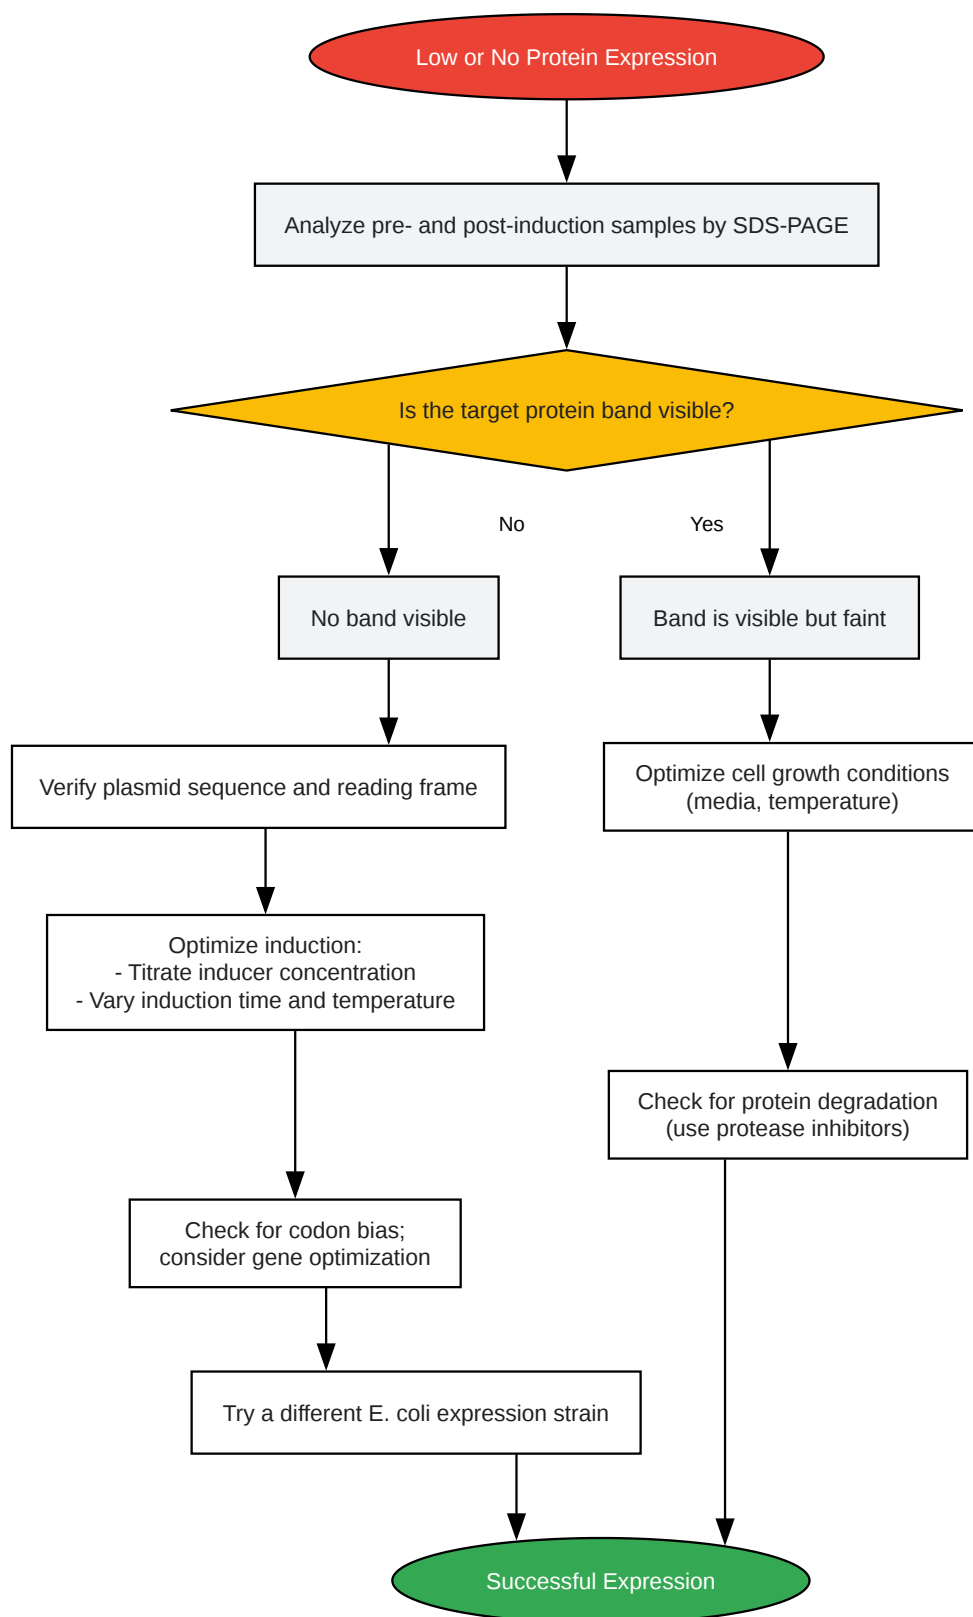 Low or No Protein Expression
Analyze pre- and post-induction samples by SDS-PAGE
Is the target protein band visible?
No
Yes
No band visible
Band is visible but faint
Verify plasmid sequence and reading frame
Optimize cell growth conditions
(media, temperature)
Optimize induction:
- Titrate inducer concentration
- Vary induction time and temperature
Check for protein degradation
(use protease inhibitors)
Check for codon bias;
consider gene optimization
Try a different E. coli expression strain
Successful Expression